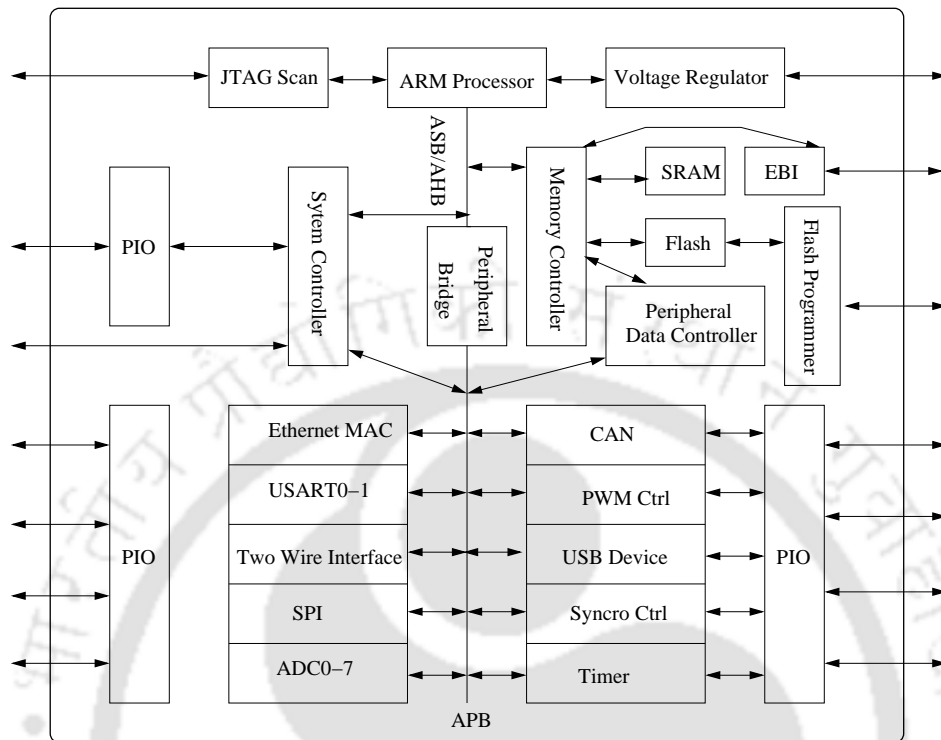 JTAG Scan
ARM Processor
Voltage Regulator
ASB/AHB
Memory Controller
SRAM
EBI
PIO
Sytem Controller
Peripheral
Bridge
Flash
Flash Programmer
Peripheral
Data Controller
Ethernet MAC
CAN
USART0–1
PWM Ctrl
PIO
Two Wire Interface
USB Device
PIO
SPI
Syncro Ctrl
ADC0–7
Timer
APB